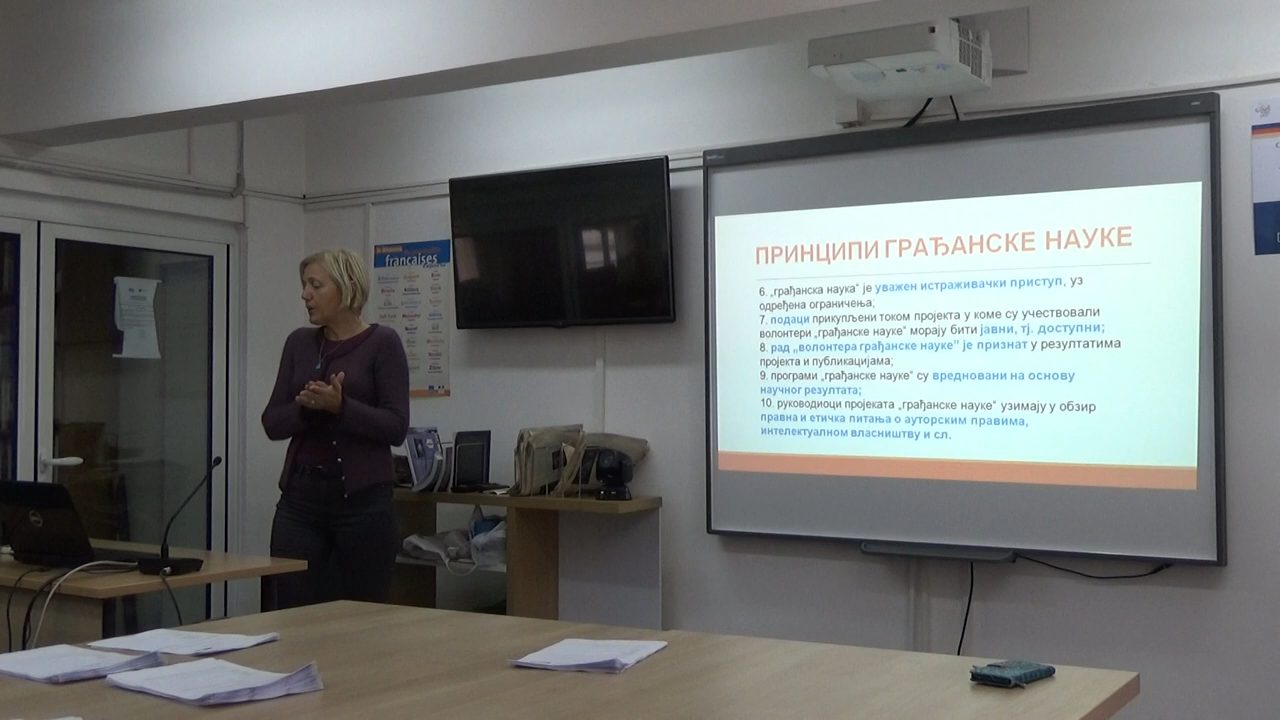 ПРИНЦИПИ ГРАЂАНСКЕ НАУКЕ
6. „грађанска наука“ је уважен истраживачки приступ, уз
одређена ограничења;
7. подаци прикупљени током пројекта у коме су учествовали
волонтери „грађанске науке“ морају бити јавни, тј. доступни;
8. рад „волонтера грађанске науке“ је признат у резултатима
пројекта и публикацијама;
9. програми „грађанске науке“ су вредновани на основу
научног резултата;
10. руководиоци пројеката „грађанске науке“ узимају у обзир
правна и етичка питања о ауторским правима,
интелектуалном власништву и сл.
françaises
DELL